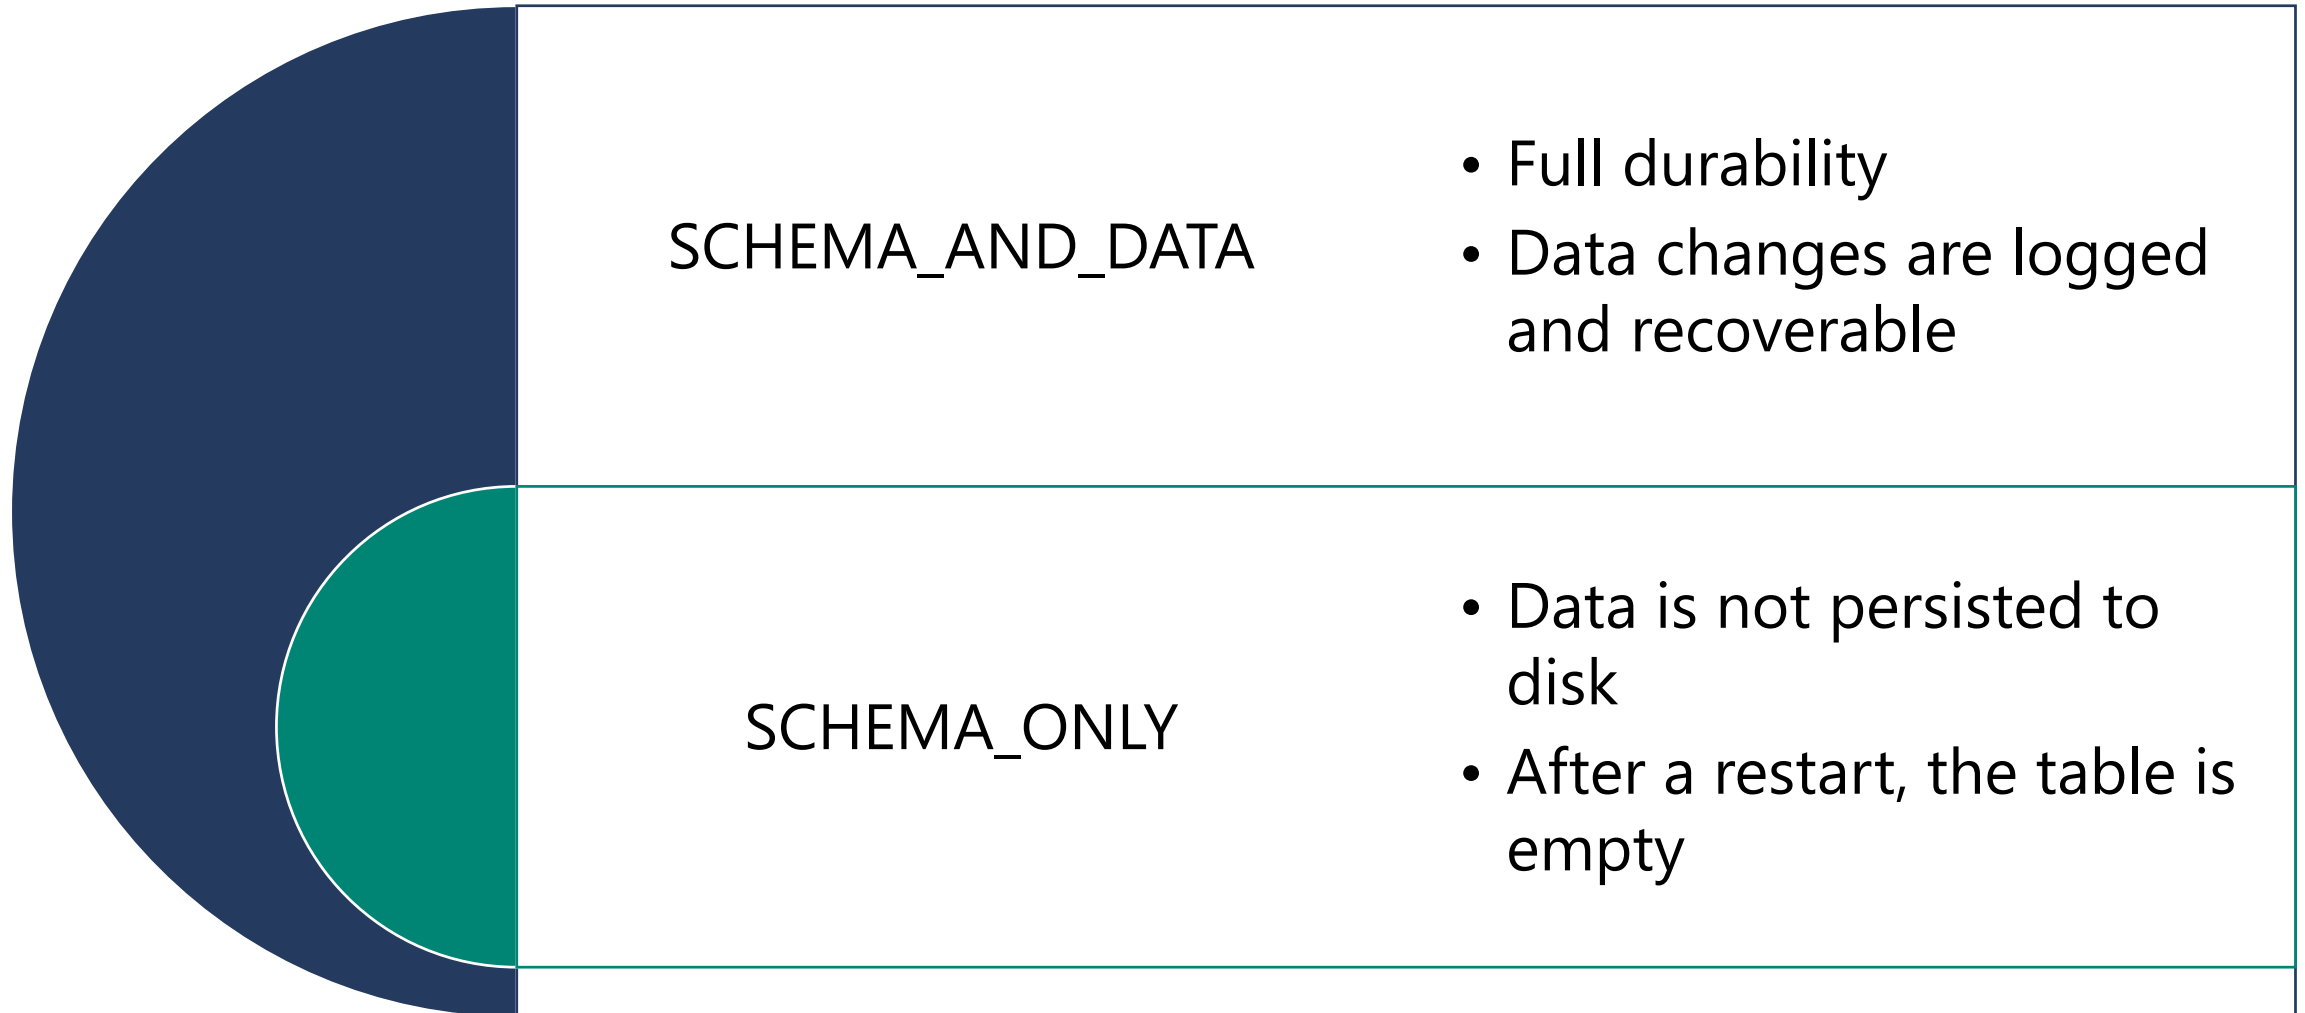 SCHEMA_AND_DATA
• Full durability
• Data changes are logged
and recoverable
SCHEMA_ONLY
• Data is not persisted to
disk
• After a restart, the table is
empty